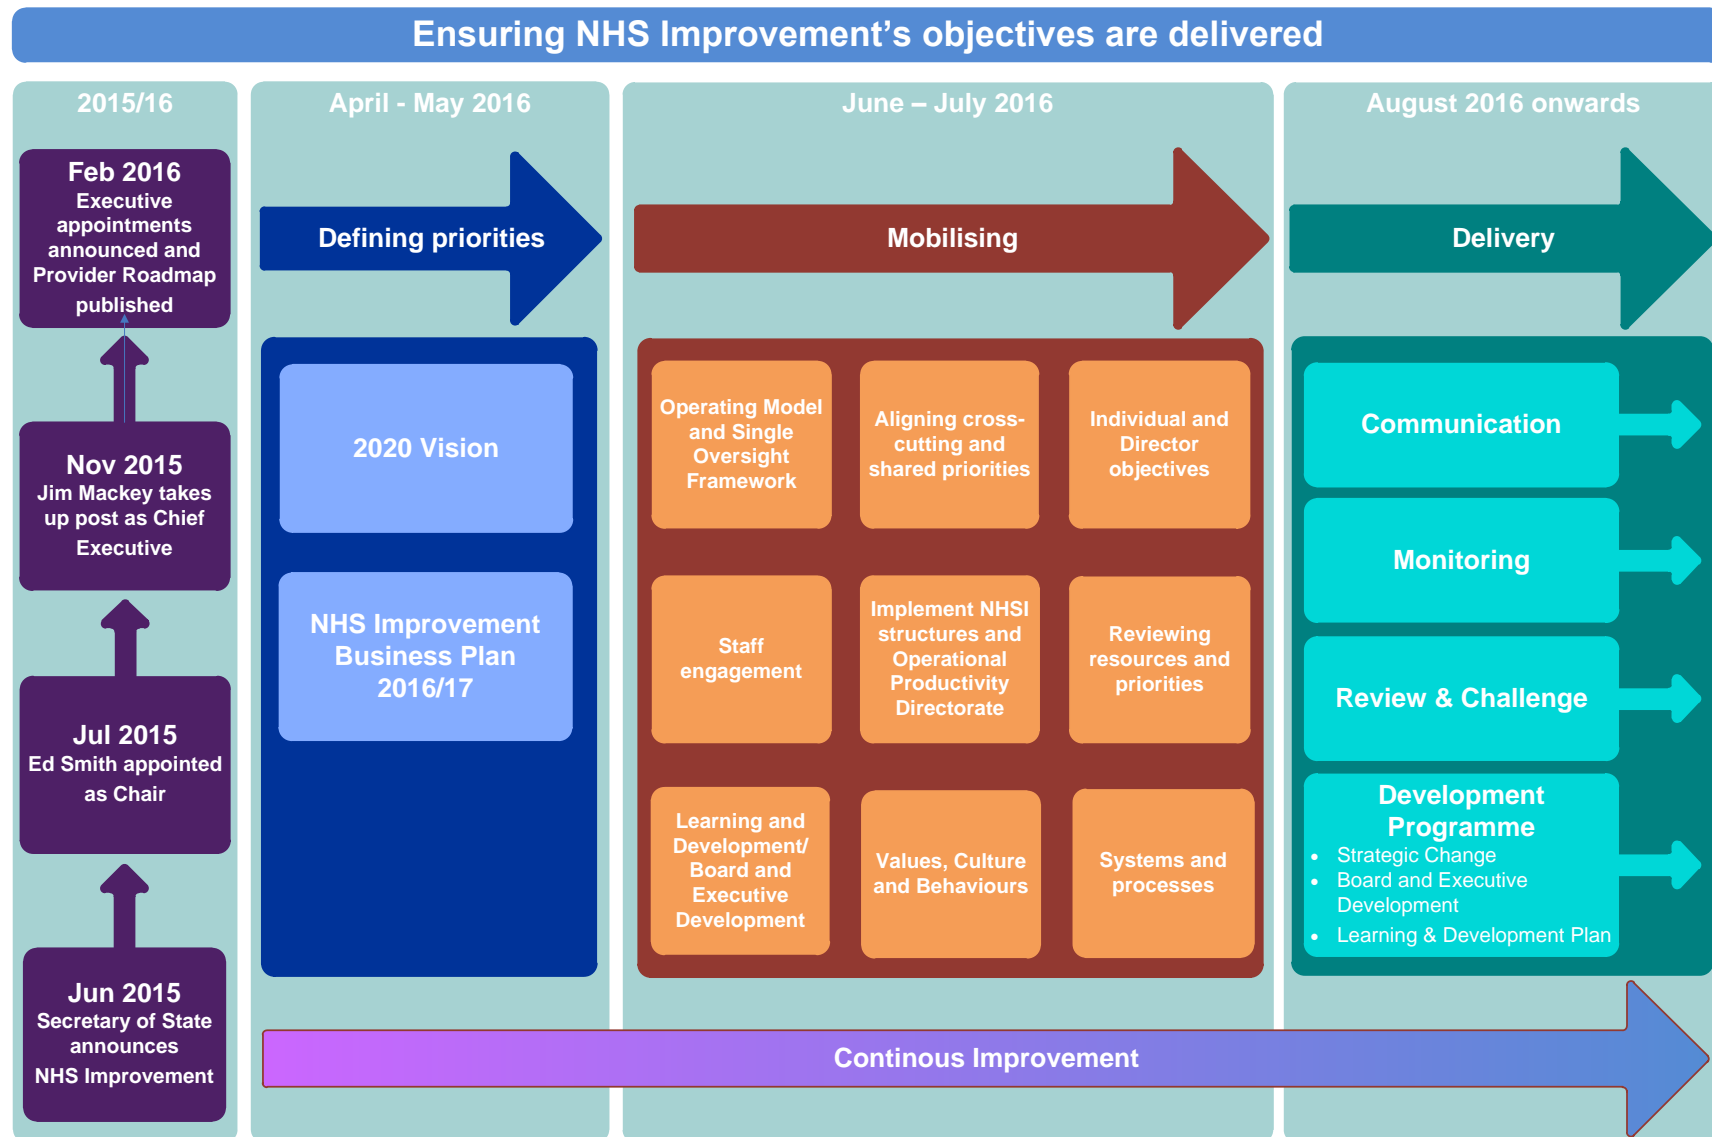 Ensuring NHS Improvement’s objectives are delivered
2015/16
Feb 2016
Executive
appointments
announced and
Provider Roadmap
published
Nov 2015
Jim Mackey takes
up post as Chief
Executive
Jul 2015
Ed Smith appointed
as Chair
Jun 2015
Secretary of State
announces
NHS Improvement
April - May 2016
Defining priorities
2020 Vision
NHS Improvement
Business Plan
2016/17
June – July 2016
Mobilising
Operating Model
and Single
Oversight
Framework
Aligning cross-
cutting and
shared priorities
Individual and
Director
objectives
Staff
engagement
Implement NHSI
structures and
Operational
Productivity
Directorate
Reviewing
resources and
priorities
Learning and
Development/
Board and
Executive
Development
Values, Culture
and Behaviours
Systems and
processes
August 2016 onwards
Delivery
Communication
Monitoring
Review & Challenge
Development
Programme
• Strategic Change
• Board and Executive
Development
• Learning & Development Plan
Continous Improvement